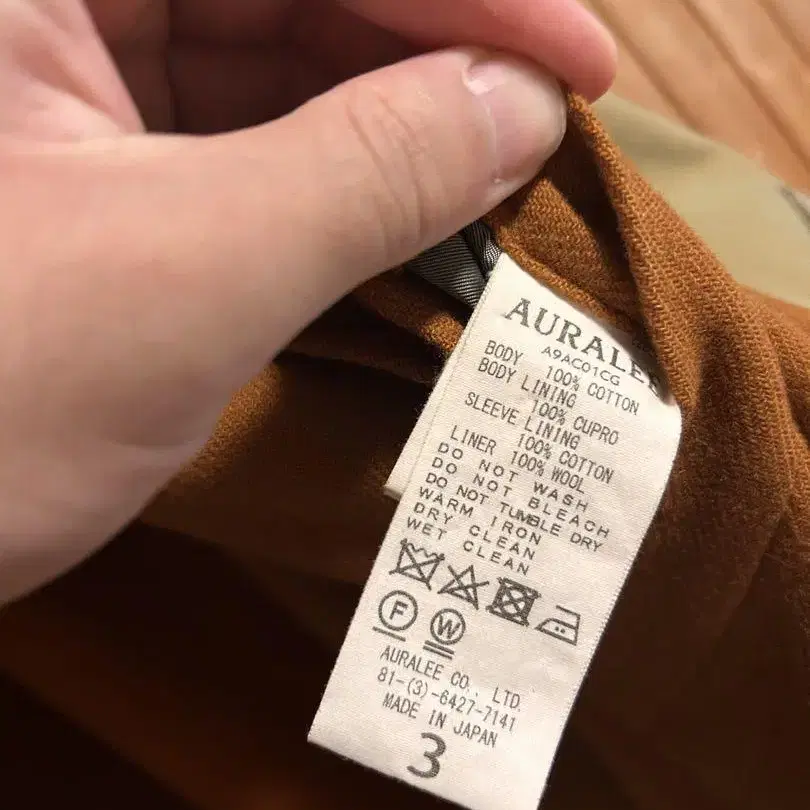 AURALEE
A9AC01CG
BODY 100% COTTON
BODY LINING
100% CUPRO
SLEEVE LINING
100% COTTON
LINER 100% WOOL
DO NOT WASH
DO NOT BLEACH
DO NOT TUMBLE DRY
WARM IRON
DRY CLEAN
WET CLEAN
F W
AURALEE CO., LTD.
81-(3)-6427-7141
MADE IN JAPAN
3